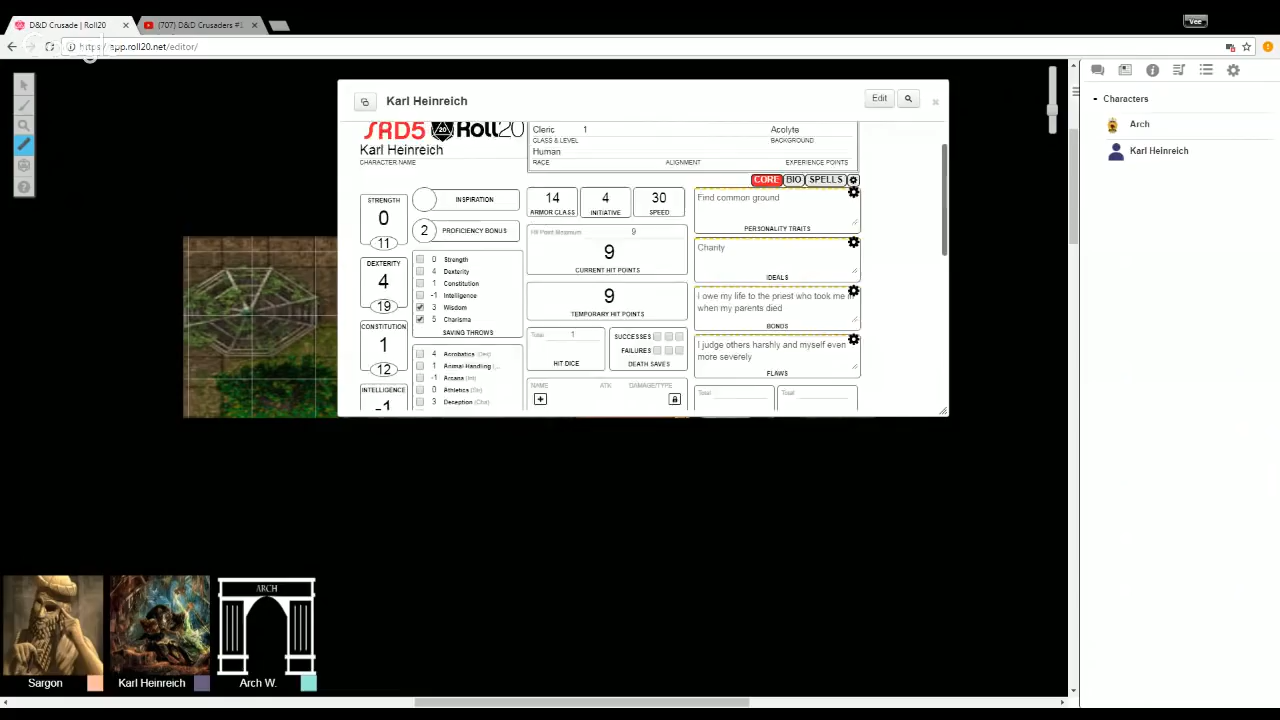 D&D Crusade | Roll20
(707) D&D Crusaders #
Vee
https
app.roll20.net/editor/
Karl Heinreich
Edit
SRD5 Roll20
Karl Heinreich
CHARACTER NAME
Cleric 1 Acolyte
CLASS & LEVEL BACKGROUND
Human
RACE ALIGNMENT EXPERIENCE POINTS
CORE BIO SPELLS
STRENGTH
0
11
DEXTERITY
4
19
CONSTITUTION
1
12
INTELLIGENCE
-1
INSPIRATION
2 PROFICIENCY BONUS
0 Strength
4 Dexterity
1 Constitution
-1 Intelligence
3 Wisdom
5 Charisma
SAVING THROWS
4 Acrobatics (Dex)
1 Animal Handling (...
-1 Arcana (Int)
0 Athletics (Str)
3 Deception (Cha)
14 4 30
ARMOR CLASS INITIATIVE SPEED
Hit Point Maximum 9
9
CURRENT HIT POINTS
9
TEMPORARY HIT POINTS
Total 1
HIT DICE
SUCCESSES
FAILURES
DEATH SAVES
NAME ATK DAMAGE/TYPE
Find common ground
PERSONALITY TRAITS
Charity
IDEALS
I owe my life to the priest who took me in
when my parents died
BONDS
I judge others harshly and myself even
more severely
FLAWS
Total Total
Characters
Arch
Karl Heinreich
ARCH
Sargon
Karl Heinreich
Arch W.